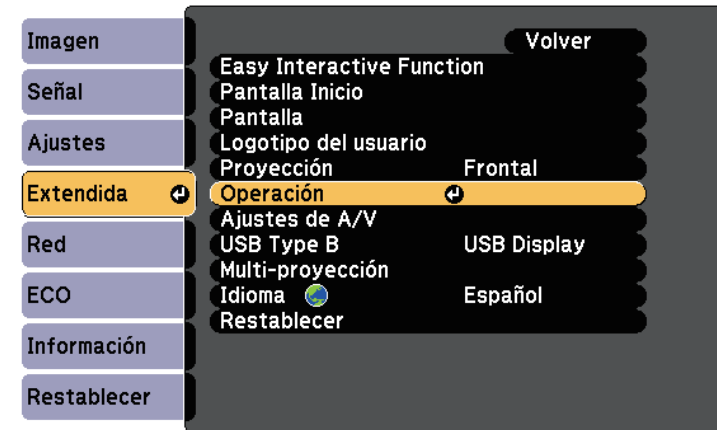 Imagen
Señal
Ajustes
Extendida
Red
ECO
Información
Restablecer
Volver
Easy Interactive Function
Pantalla Inicio
Pantalla
Logotipo del usuario
Proyección Frontal
Operación
Ajustes de A/V
USB Type B USB Display
Multi-proyección
Idioma Español
Restablecer